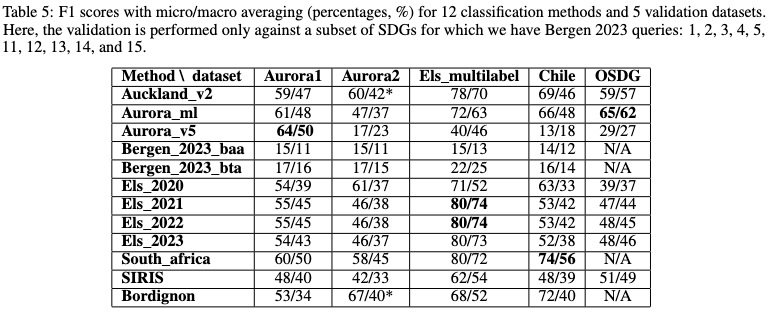 Table 5: F1 scores with micro/macro averaging (percentages, %) for 12 classification methods and 5 validation datasets.
Here, the validation is performed only against a subset of SDGs for which we have Bergen 2023 queries: 1, 2, 3, 4, 5,
11, 12, 13, 14, and 15.
Method \ dataset Aurora1 Aurora2 Els_multilabel Chile OSDG
Auckland_v2 59/47 60/42* 78/70 69/46 59/57
Aurora_ml 61/48 47/37 72/63 66/48 65/62
Aurora_v5 64/50 17/23 40/46 13/18 29/27
Bergen_2023_baa 15/11 15/11 15/13 14/12 N/A
Bergen_2023_bta 17/16 17/15 22/25 16/14 N/A
Els_2020 54/39 61/37 71/52 63/33 39/37
Els_2021 55/45 46/38 80/74 53/42 47/44
Els_2022 55/45 46/38 80/74 53/42 48/45
Els_2023 54/43 46/37 80/73 52/38 48/46
South_africa 60/50 58/45 80/72 74/56 N/A
SIRIS 48/40 42/33 62/54 48/39 51/49
Bordignon 53/34 67/40* 68/52 72/40 N/A